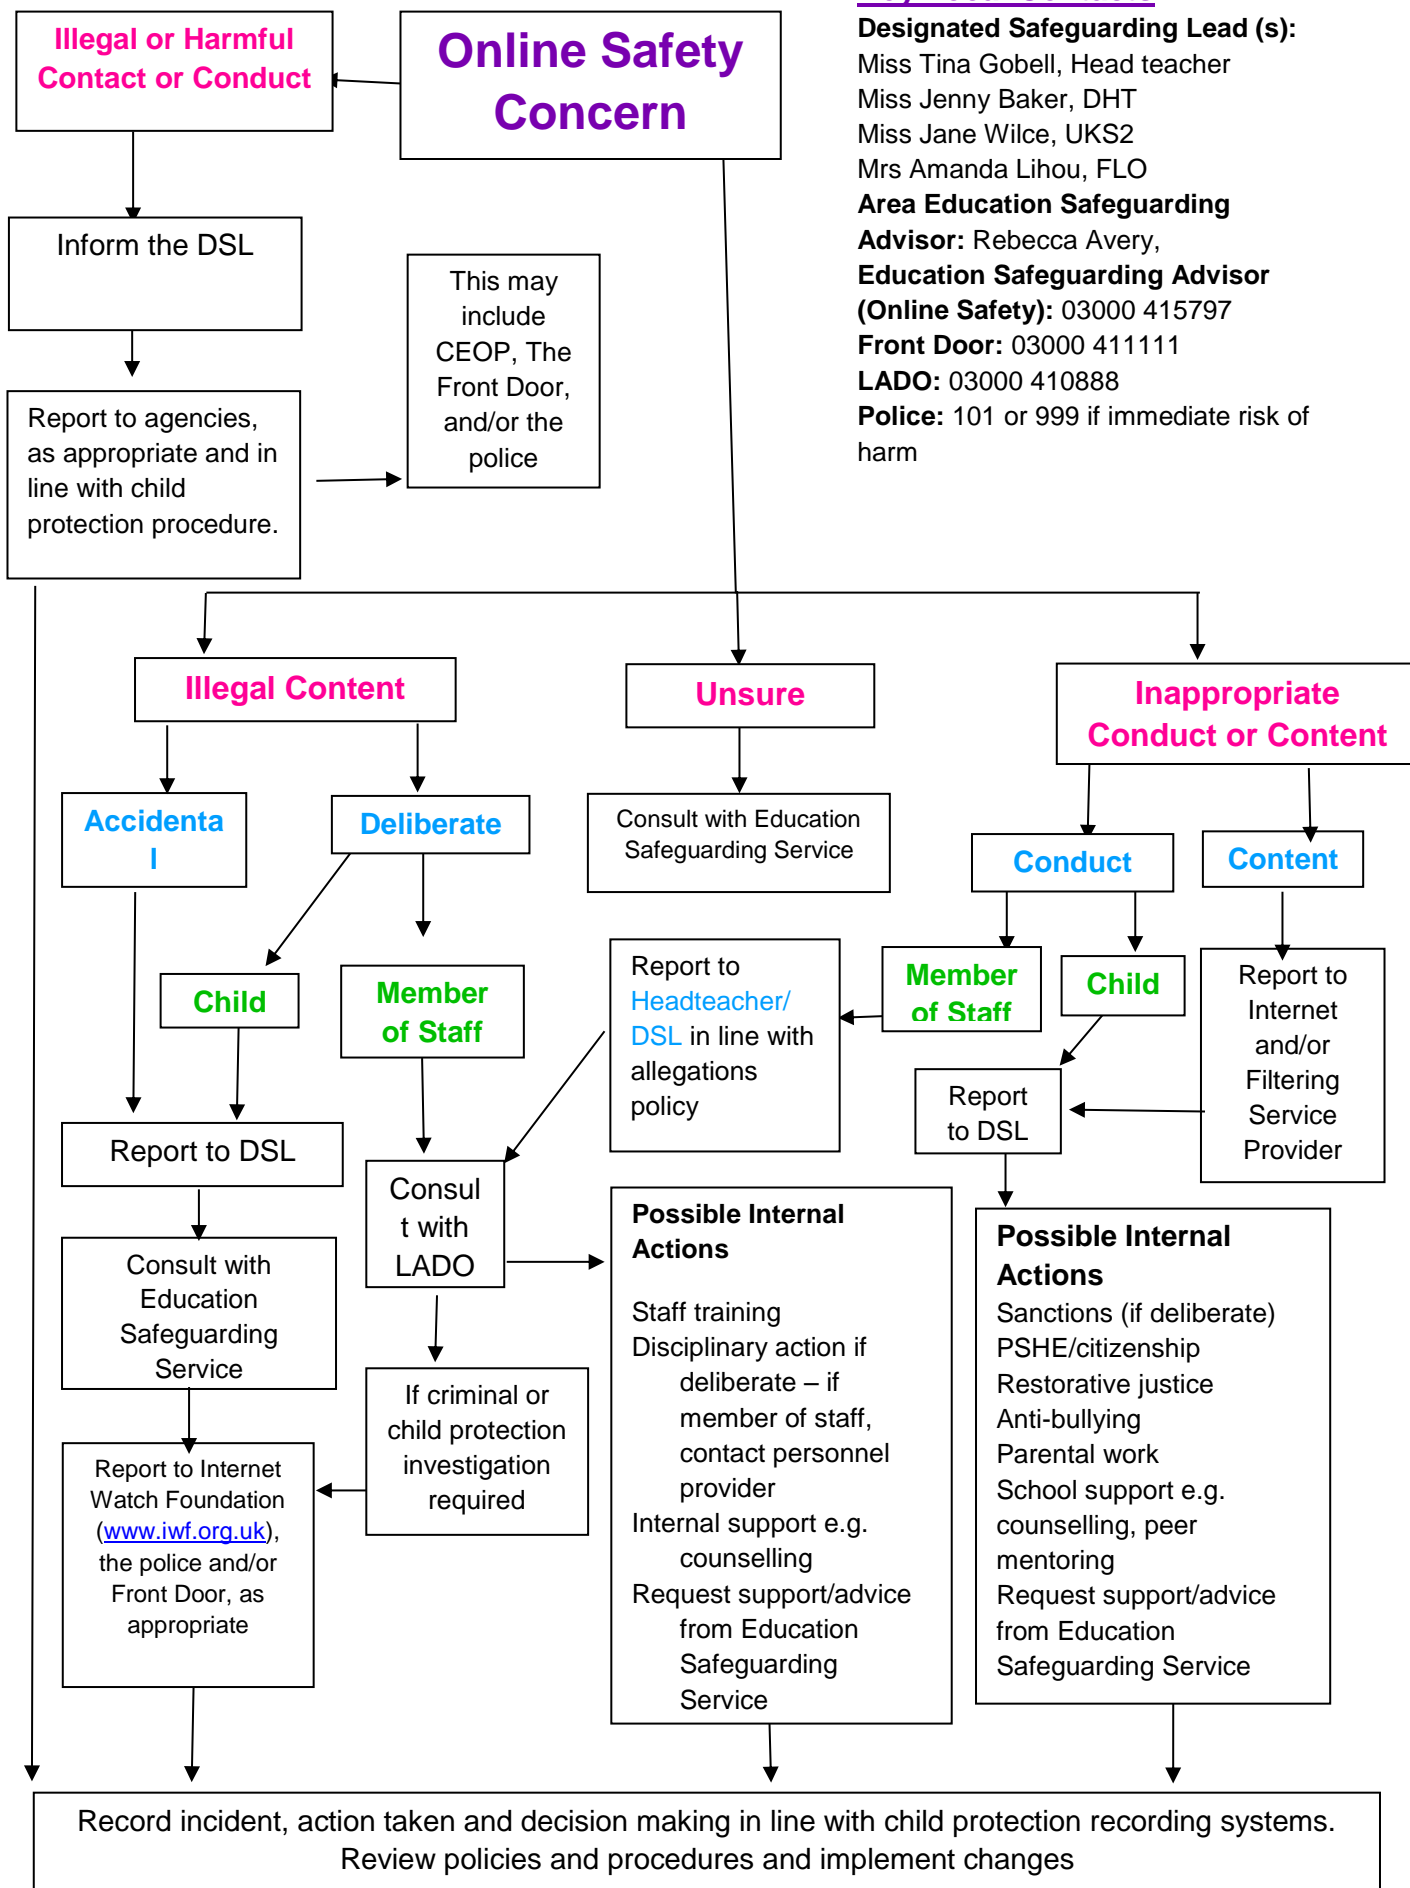 Illegal or Harmful
Contact or Conduct
Online Safety
Concern
Designated Safeguarding Lead (s):
Miss Tina Gobell, Head teacher
Miss Jenny Baker, DHT
Miss Jane Wilce, UKS2
Mrs Amanda Lihou, FLO
Area Education Safeguarding
Advisor: Rebecca Avery,
Education Safeguarding Advisor
(Online Safety): 03000 415797
Front Door: 03000 411111
LADO: 03000 410888
Police: 101 or 999 if immediate risk of
harm
Inform the DSL
This may
include
CEOP, The
Front Door,
and/or the
police
Report to agencies,
as appropriate and in
line with child
protection procedure.
Illegal Content
Unsure
Inappropriate
Conduct or Content
Accidenta
l
Deliberate
Consult with Education
Safeguarding Service
Conduct
Content
Child
Member
of Staff
Report to
Headteacher/
DSL in line with
allegations
policy
Member
of Staff
Child
Report to
Internet
and/or
Filtering
Service
Provider
Report to DSL
Report
to DSL
Consul
t with
LADO
Consult with
Education
Safeguarding
Service
If criminal or
child protection
investigation
required
Report to Internet
Watch Foundation
(www.iwf.org.uk),
the police and/or
Front Door, as
appropriate
Possible Internal
Actions
Staff training
Disciplinary action if
deliberate – if
member of staff,
contact personnel
provider
Internal support e.g.
counselling
Request support/advice
from Education
Safeguarding
Service
Possible Internal
Actions
Sanctions (if deliberate)
PSHE/citizenship
Restorative justice
Anti-bullying
Parental work
School support e.g.
counselling, peer
mentoring
Request support/advice
from Education
Safeguarding Service
Record incident, action taken and decision making in line with child protection recording systems.
Review policies and procedures and implement changes